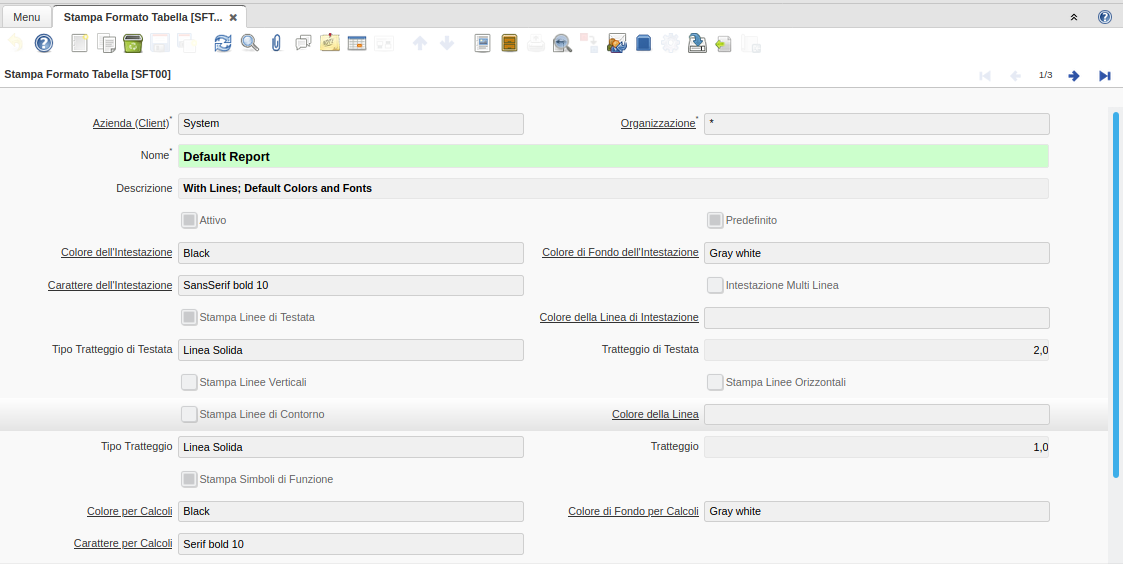 Menu Stampa Formato Tabella [SFT...
Stampa Formato Tabella [SFT00] 1/3
Azienda (Client)* System Organizzazione* *
Nome* Default Report
Descrizione With Lines; Default Colors and Fonts
Attivo Predefinito
Colore dell'Intestazione Black Colore di Fondo dell'Intestazione Gray white
Carattere dell'Intestazione SansSerif bold 10 Intestazione Multi Linea
Stampa Linee di Testata Colore della Linea di Intestazione
Tipo Tratteggio di Testata Linea Solida Tratteggio di Testata 2,0
Stampa Linee Verticali Stampa Linee Orizzontali
Stampa Linee di Contorno Colore della Linea
Tipo Tratteggio Linea Solida Tratteggio 1,0
Stampa Simboli di Funzione
Colore per Calcoli Black Colore di Fondo per Calcoli Gray white
Carattere per Calcoli Serif bold 10